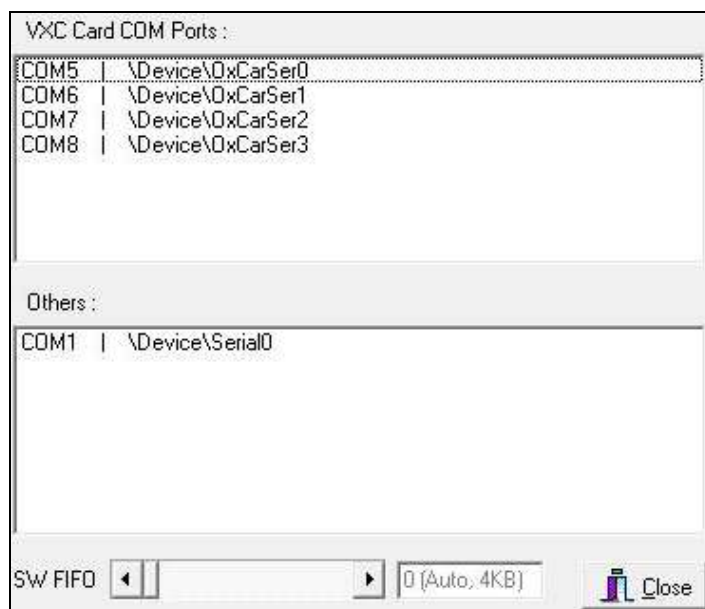 VXC Card COM Ports :
COM5 | \Device\OxCarSer0
COM6 | \Device\OxCarSer1
COM7 | \Device\OxCarSer2
COM8 | \Device\OxCarSer3
Others :
COM1 | \Device\Serial0
SW FIFO 0 (Auto, 4KB) Close